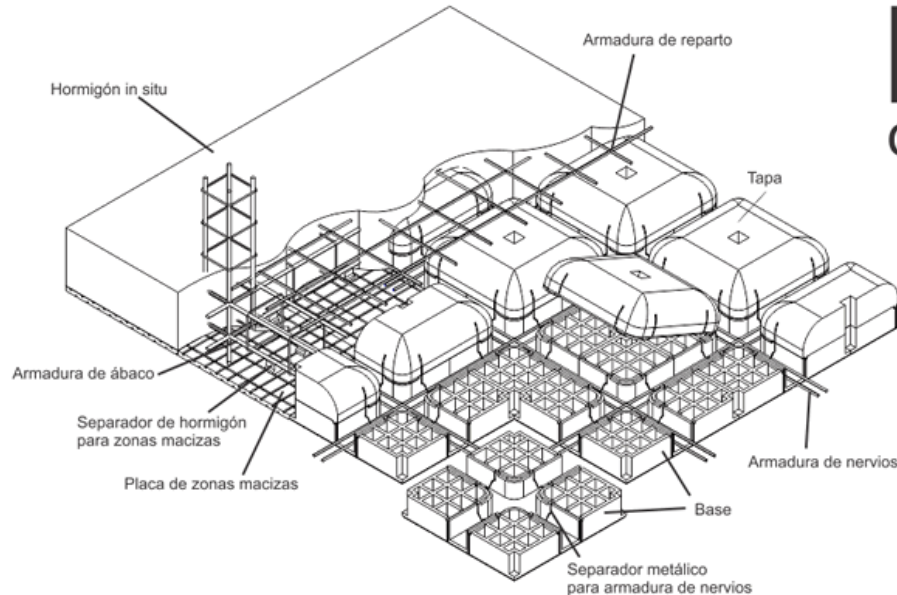 Armadura de reparto
Hormigón in situ
Tapa
Armadura de ábaco
Separador de hormigón
para zonas macizas
Placa de zonas macizas
Armadura de nervios
Base
Separador metálico
para armadura de nervios